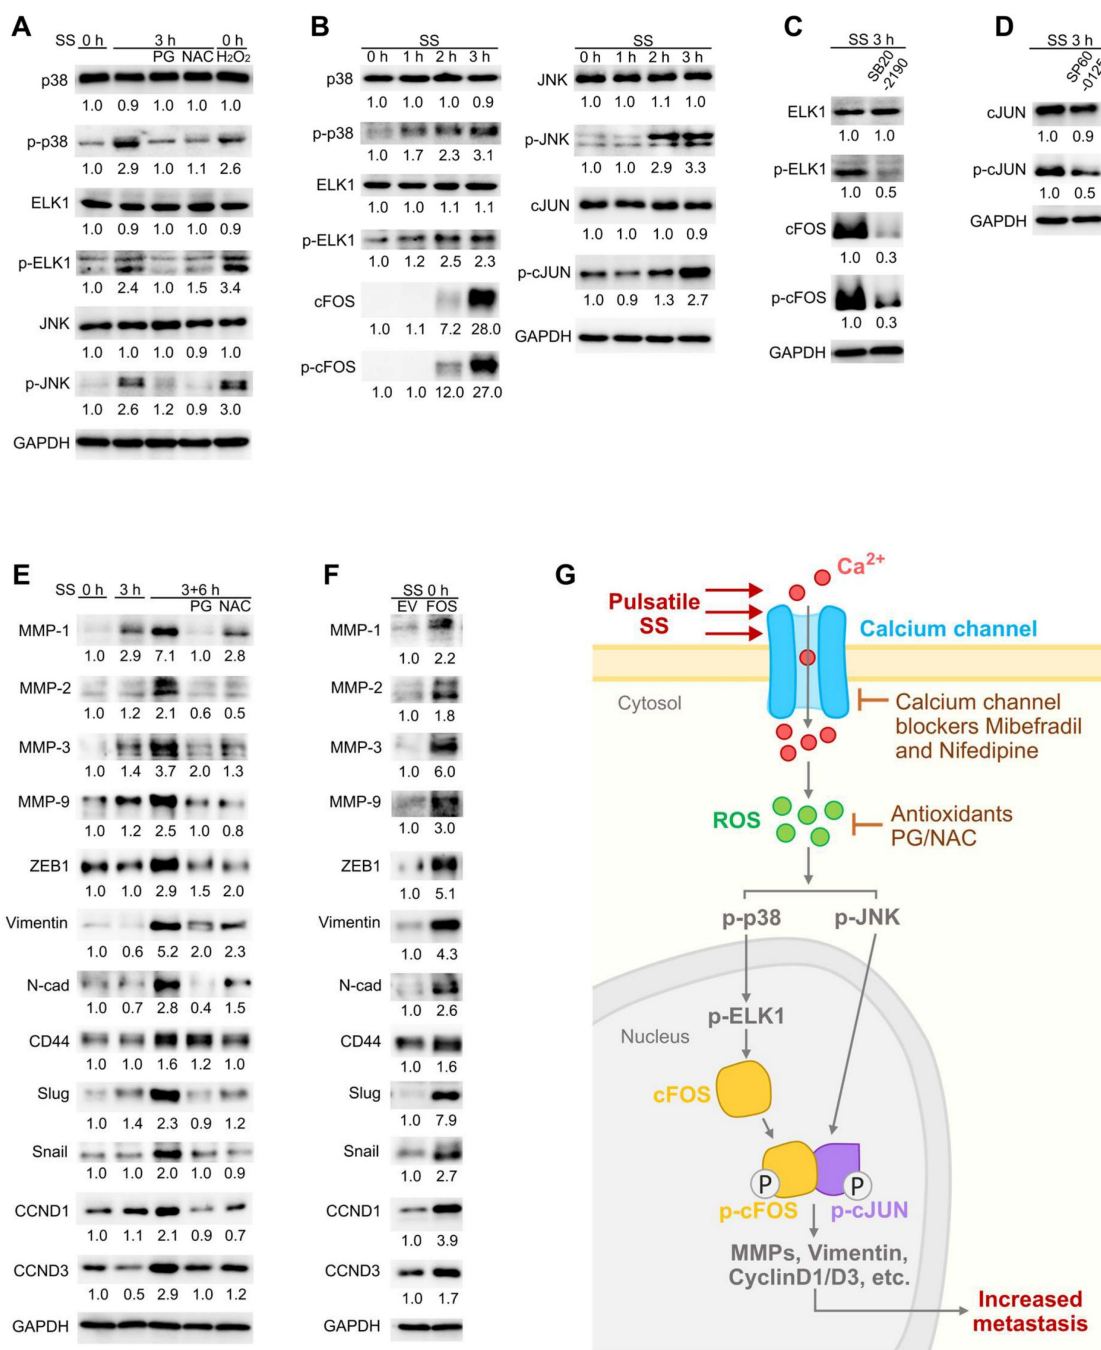 A
SS 0 h 3 h 0 h
PG NAC H₂O₂
p38
1.0 0.9 1.0 1.0 1.0
p-p38
1.0 2.9 1.0 1.1 2.6
ELK1
1.0 0.9 1.0 1.0 0.9
p-ELK1
1.0 2.4 1.0 1.5 3.4
JNK
1.0 1.0 1.0 0.9 1.0
p-JNK
1.0 2.6 1.2 0.9 3.0
GAPDH
B
SS
0 h 1 h 2 h 3 h
p38
1.0 1.0 1.0 0.9
p-p38
1.0 1.7 2.3 3.1
ELK1
1.0 1.0 1.1 1.1
p-ELK1
1.0 1.2 2.5 2.3
cFOS
1.0 1.1 7.2 28.0
p-cFOS
1.0 1.0 12.0 27.0
SS
0 h 1 h 2 h 3 h
JNK
1.0 1.0 1.1 1.0
p-JNK
1.0 1.0 2.9 3.3
cJUN
1.0 1.0 1.0 0.9
p-cJUN
1.0 0.9 1.3 2.7
GAPDH
C
SS 3 h
SB20
-2190
ELK1
1.0 1.0
p-ELK1
1.0 0.5
cFOS
1.0 0.3
p-cFOS
1.0 0.3
GAPDH
D
SS 3 h
SP60
-0125
cJUN
1.0 0.9
p-cJUN
1.0 0.5
GAPDH
E
SS 0 h 3 h 3+6 h
PG NAC
MMP-1
1.0 2.9 7.1 1.0 2.8
MMP-2
1.0 1.2 2.1 0.6 0.5
MMP-3
1.0 1.4 3.7 2.0 1.3
MMP-9
1.0 1.2 2.5 1.0 0.8
ZEB1
1.0 1.0 2.9 1.5 2.0
Vimentin
1.0 0.6 5.2 2.0 2.3
N-cad
1.0 0.7 2.8 0.4 1.5
CD44
1.0 1.0 1.6 1.2 1.0
Slug
1.0 1.4 2.3 0.9 1.2
Snail
1.0 1.0 2.0 1.0 0.9
CCND1
1.0 1.1 2.1 0.9 0.7
CCND3
1.0 0.5 2.9 1.0 1.2
GAPDH
F
SS 0 h
EV FOS
MMP-1
1.0 2.2
MMP-2
1.0 1.8
MMP-3
1.0 6.0
MMP-9
1.0 3.0
ZEB1
1.0 5.1
Vimentin
1.0 4.3
N-cad
1.0 2.6
CD44
1.0 1.6
Slug
1.0 7.9
Snail
1.0 2.7
CCND1
1.0 3.9
CCND3
1.0 1.7
GAPDH
G
Ca²⁺
Pulsatile
SS
Calcium channel
Cytosol
Calcium channel
blockers Mibefradil
and Nifedipine
ROS
Antioxidants
PG/NAC
p-p38
p-JNK
p-ELK1
Nucleus
cFOS
P
P
p-cFOS
p-cJUN
MMPs, Vimentin,
CyclinD1/D3, etc.
Increased
metastasis